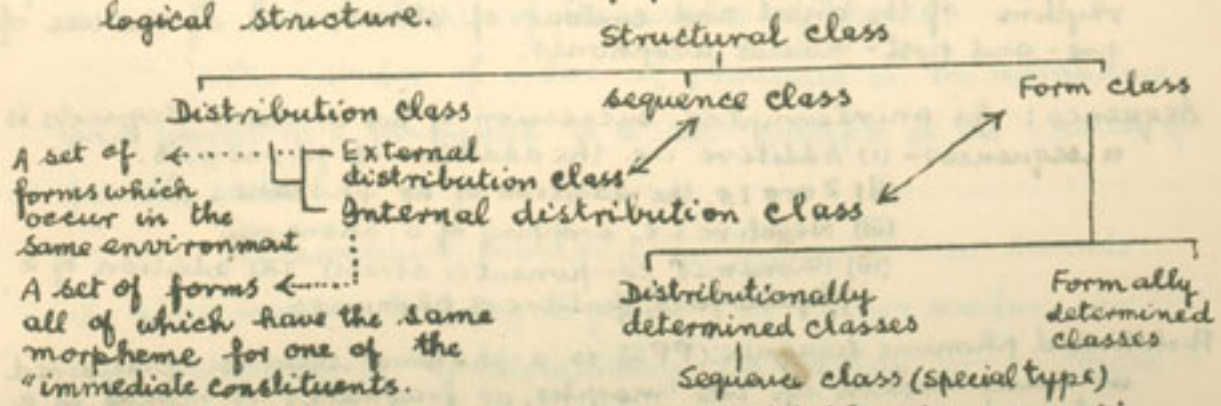 logical structure.
Structural class
Distribution class
sequence class
Form class
A set of
forms which
occur in the
same environment
External
distribution class
Internal distribution class
A set of forms
all of which have the same
morpheme for one of the
"immediate constituents.
Distributionally
determined classes
Formally
determined
classes
Sequence class (special type)